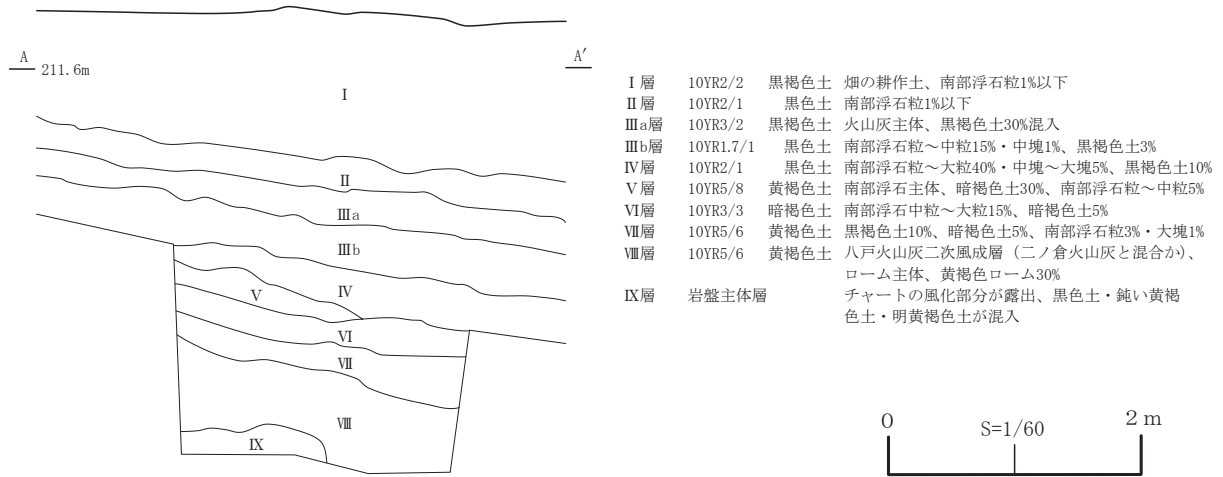 A
211.6m
A′
Ⅰ
Ⅱ
Ⅲa
Ⅲb
Ⅳ
Ⅴ
Ⅵ
Ⅶ
Ⅷ
Ⅸ
Ⅰ層 10YR2/2 黒褐色土 畑の耕作土、南部浮石粒1%以下
Ⅱ層 10YR2/1 黒色土 南部浮石粒1%以下
Ⅲa層 10YR3/2 黒褐色土 火山灰主体、黒褐色土30%混入
Ⅲb層 10YR1.7/1 黒色土 南部浮石粒～中粒15%・中塊1%、黒褐色土3%
Ⅳ層 10YR2/1 黒色土 南部浮石粒～大粒40%・中塊～大塊5%、黒褐色土10%
Ⅴ層 10YR5/8 黄褐色土 南部浮石主体、暗褐色土30%、南部浮石粒～中粒5%
Ⅵ層 10YR3/3 暗褐色土 南部浮石中粒～大粒15%、暗褐色土5%
Ⅶ層 10YR5/6 黄褐色土 黒褐色土10%、暗褐色土5%、南部浮石粒3%・大塊1%
Ⅷ層 10YR5/6 黄褐色土 八戸火山灰二次風成層（二ノ倉火山灰と混合か）、
ローム主体、黄褐色ローム30%
Ⅸ層 岩盤主体層 チャートの風化部分が露出、黒色土・鈍い黄褐
色土・明黄褐色土が混入
0 S=1/60 2m